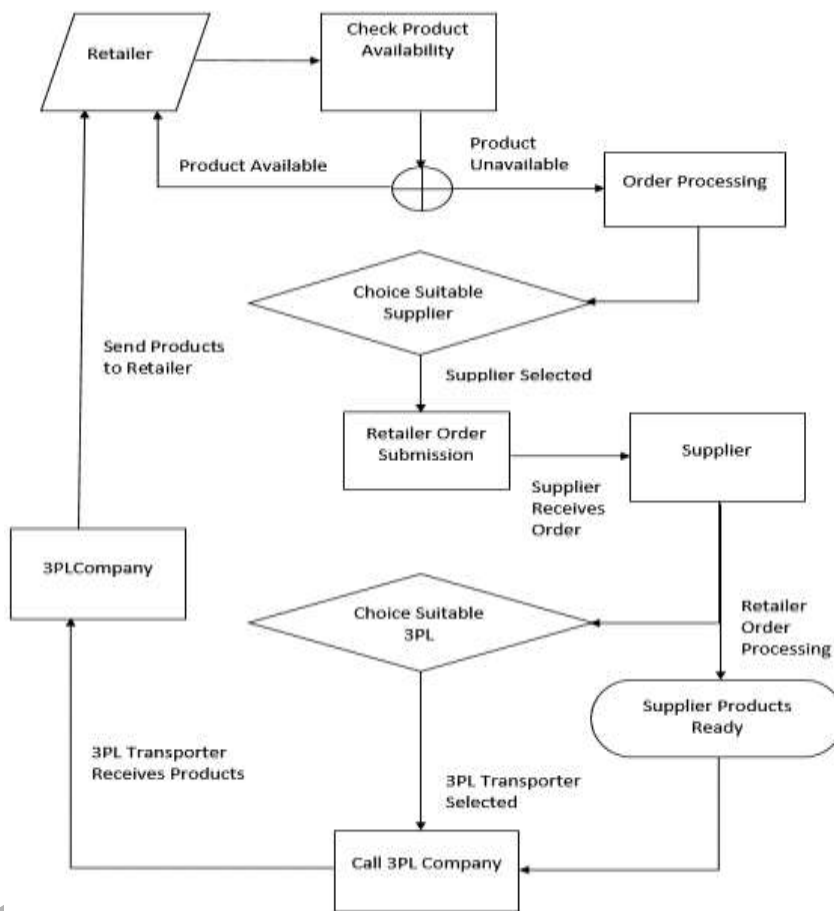 Retailer
Check Product
Availability
Product Available
Product
Unavailable
Order Processing
Choice Suitable
Supplier
Send Products
to Retailer
Supplier Selected
Retailer Order
Submission
Supplier
Supplier
Receives
Order
3PLCompany
Choice Suitable
3PL
Retailer
Order
Processing
Supplier Products
Ready
3PL Transporter
Receives Products
3PL Transporter
Selected
Call 3PL Company